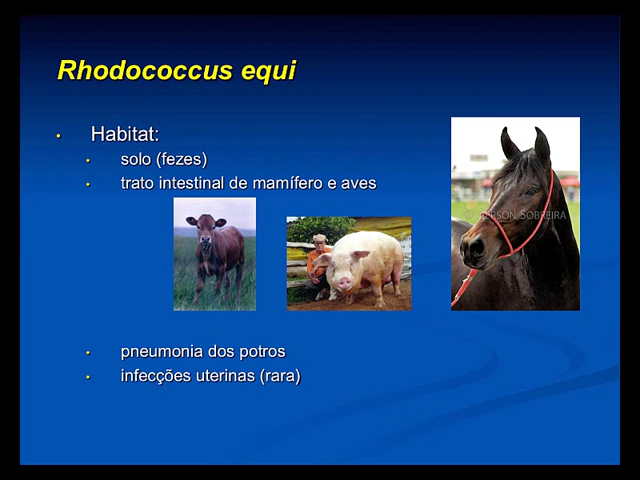 Rhodococcus equi
• Habitat:
• solo (fezes)
• trato intestinal de mamífero e aves
• pneumonia dos potros
• infecções uterinas (rara)